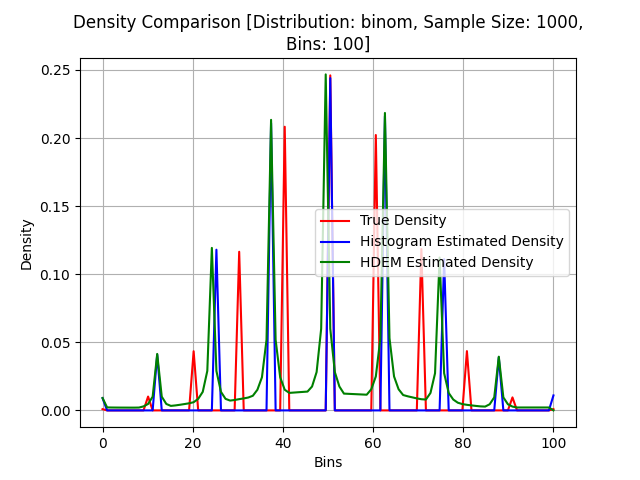 Density Comparison [Distribution: binom, Sample Size: 1000,
Bins: 100]
Density
0.25
0.20
0.15
0.10
0.05
0.00
True Density
Histogram Estimated Density
HDEM Estimated Density
0 20 40 60 80 100
Bins